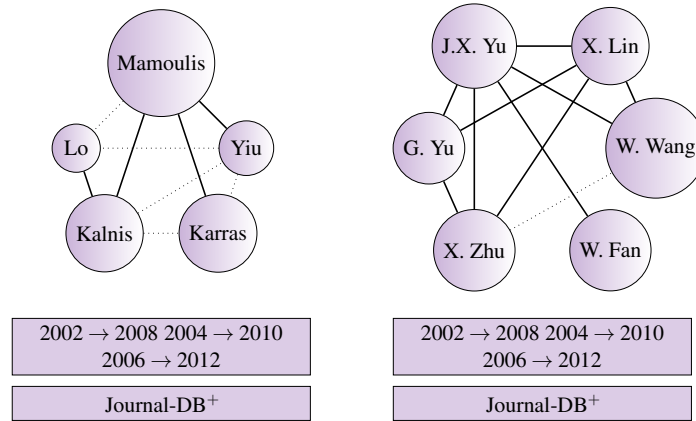 Mamoulis
Lo
Yiu
Kalnis
Karras
2002 → 2008 2004 → 2010
2006 → 2012
Journal-DB⁺
J.X. Yu
X. Lin
G. Yu
W. Wang
X. Zhu
W. Fan
2002 → 2008 2004 → 2010
2006 → 2012
Journal-DB⁺